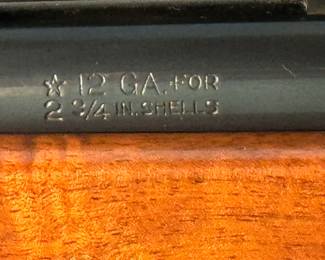 ☆ 12 GA. FOR
2 3/4 IN. SHELLS